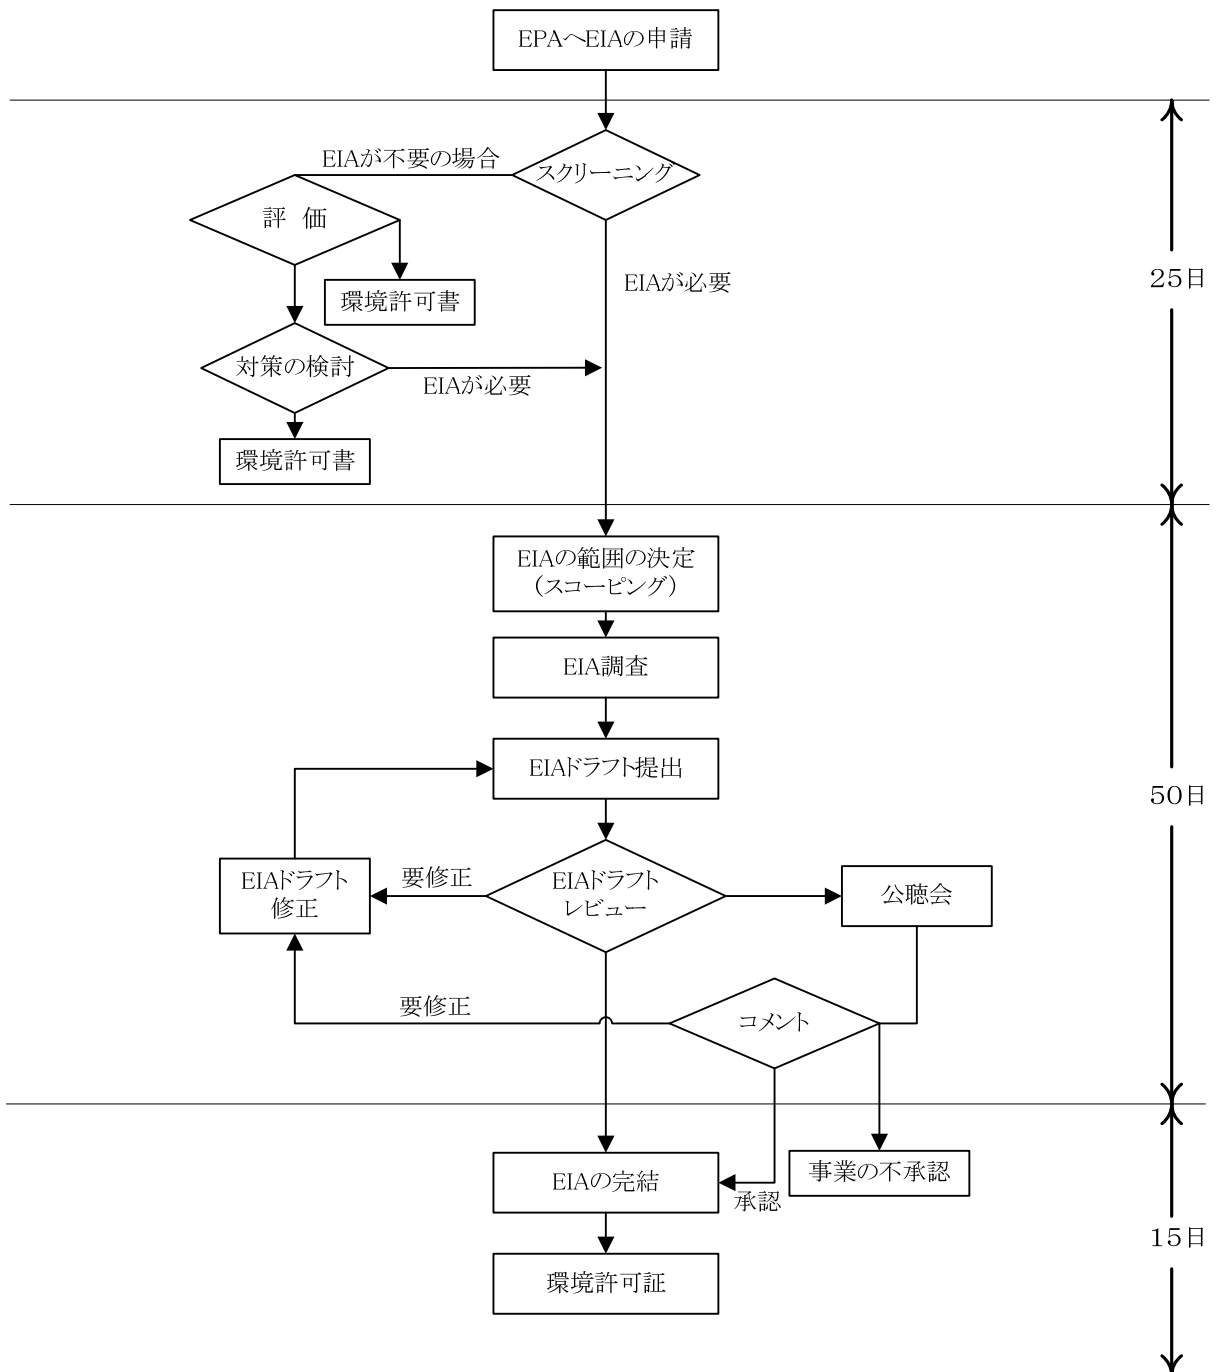 EPAへEIAの申請
EIAが不要の場合
スクリーニング
評 価
環境許可書
EIAが必要
25日
対策の検討
EIAが必要
環境許可書
EIAの範囲の決定
(スコーピング)
EIA調査
EIAドラフト提出
50日
EIAドラフト
修正
要修正
EIAドラフト
レビュー
公聴会
要修正
コメント
事業の不承認
EIAの完結
承認
15日
環境許可証